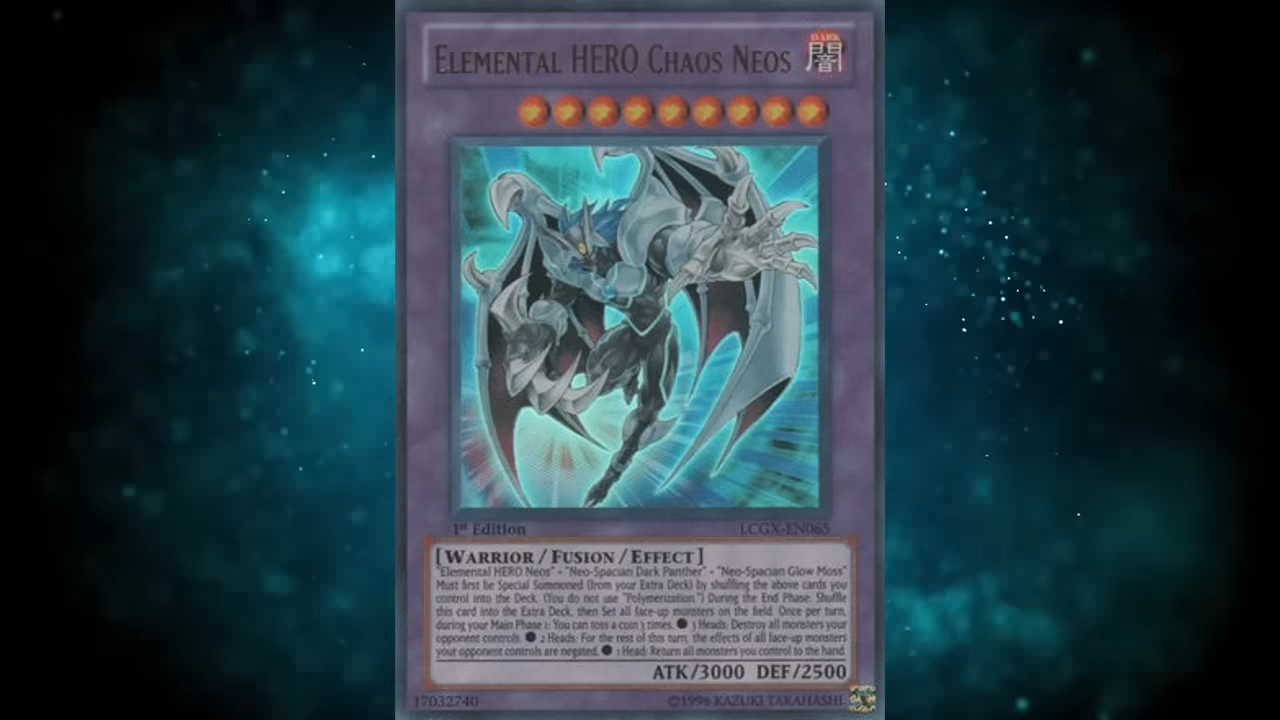 ELEMENTAL HERO CHAOS NEOS
DARK
闇
1st Edition
LCGX-EN065
[WARRIOR / FUSION / EFFECT]
"Elemental HERO Neos" - "Neo-Spacian Dark Panther" - "Neo-Spacian Glow Moss"
Must first be Special Summoned (from your Extra Deck) by shuffling the above cards you
control into the Deck. (You do not use "Polymerization".) During the End Phase: Shuffle
this card into the Extra Deck, then Set all face-up monsters on the field. Once per turn,
during your Main Phase 1: You can toss a coin 3 times. ● 3 Heads: Destroy all monsters your
opponent controls. ● 2 Heads: For the rest of this turn, the effects of all face-up monsters
your opponent controls are negated. ● 1 Head: Return all monsters you control to the hand.
ATK/3000 DEF/2500
17032740
©1996 KAZUKI TAKAHASHI